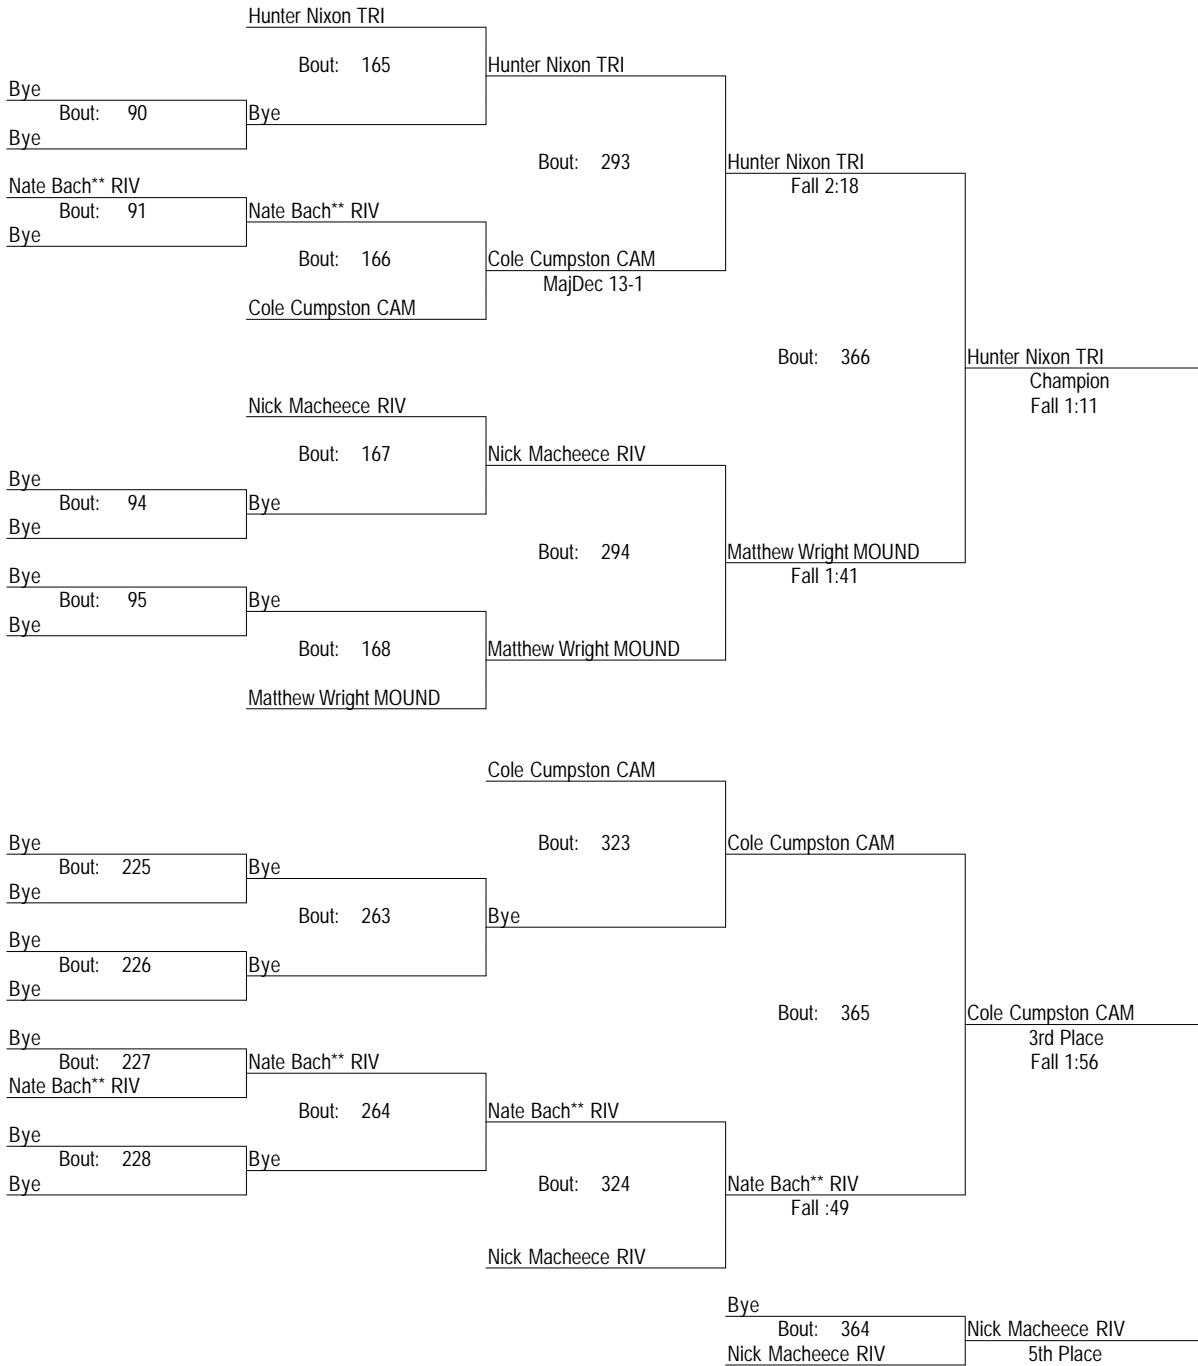 Hunter Nixon TRI
Bout: 165 Hunter Nixon TRI
Bye
Bout: 90 Bye
Bye
Bout: 293 Hunter Nixon TRI
Nate Bach** RIV Fall 2:18
Bout: 91 Nate Bach** RIV
Bye
Bout: 166 Cole Cumpston CAM
MajDec 13-1
Cole Cumpston CAM
Bout: 366 Hunter Nixon TRI
Champion
Nick Macheece RIV Fall 1:11
Bout: 167 Nick Macheece RIV
Bye
Bout: 94 Bye
Bye
Bout: 294 Matthew Wright MOUND
Bye Fall 1:41
Bout: 95 Bye
Bye
Bout: 168 Matthew Wright MOUND
Matthew Wright MOUND
Cole Cumpston CAM
Bye Bout: 323 Cole Cumpston CAM
Bout: 225 Bye
Bye
Bout: 263 Bye
Bye
Bout: 226 Bye
Bye
Bout: 365 Cole Cumpston CAM
Bye 3rd Place
Bout: 227 Nate Bach** RIV Fall 1:56
Nate Bach** RIV
Bout: 264 Nate Bach** RIV
Bye
Bout: 228 Bye
Bye Bout: 324 Nate Bach** RIV
Fall :49
Nick Macheece RIV
Bye
Bout: 364 Nick Macheece RIV
Nick Macheece RIV 5th Place